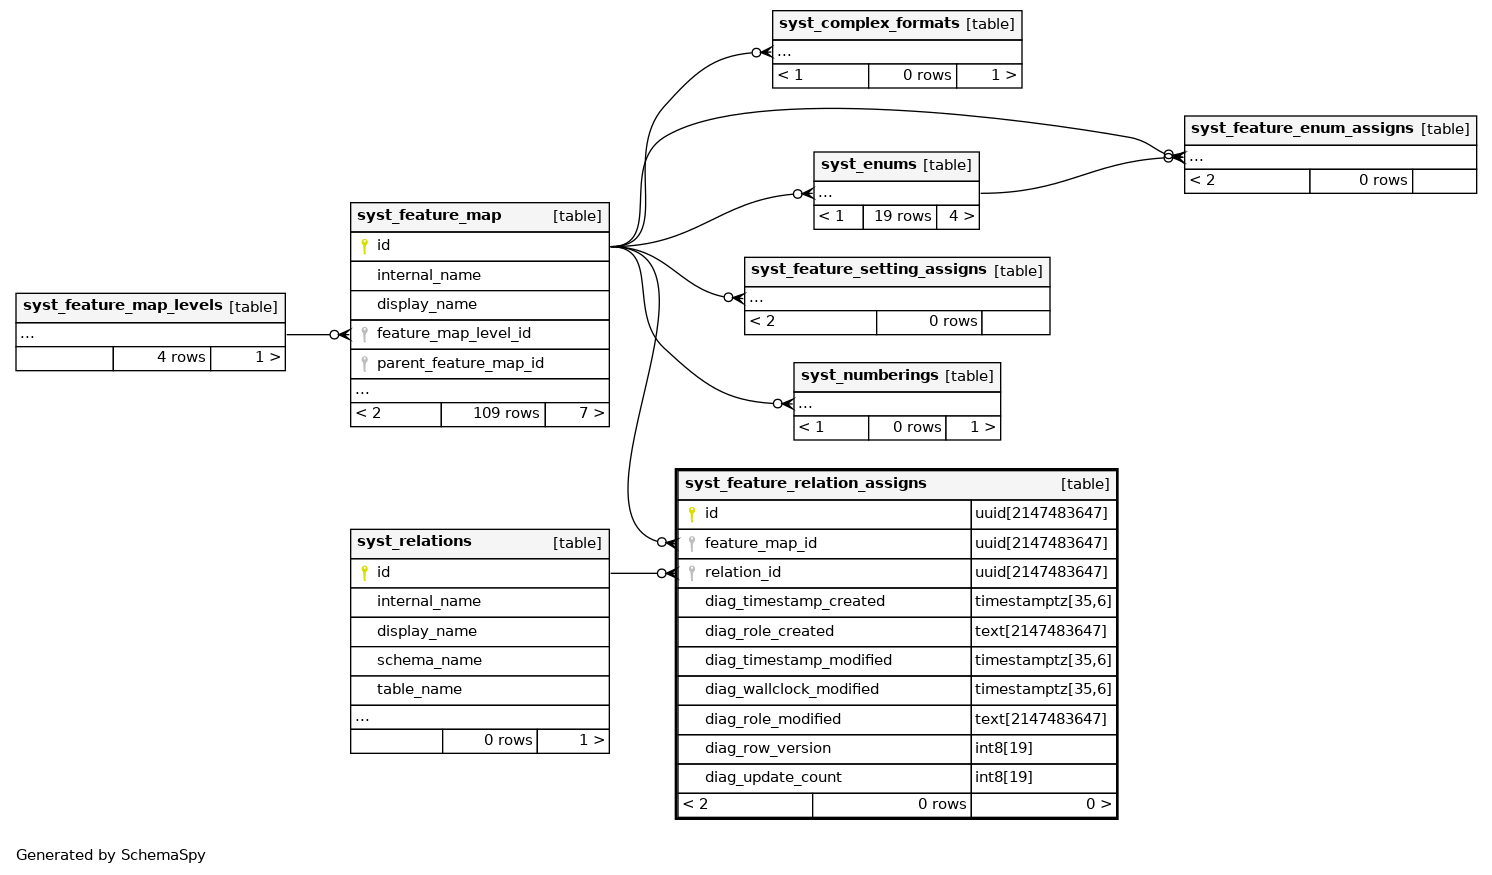 syst_complex_formats [table]
...
< 1 0 rows 1 >
syst_feature_enum_assigns [table]
...
< 2 0 rows
syst_enums [table]
...
< 1 19 rows 4 >
syst_feature_map [table]
id
internal_name
display_name
feature_map_level_id
parent_feature_map_id
...
< 2 109 rows 7 >
syst_feature_setting_assigns [table]
...
< 2 0 rows
syst_feature_map_levels [table]
...
4 rows 1 >
syst_numberings [table]
...
< 1 0 rows 1 >
syst_feature_relation_assigns [table]
id uuid[2147483647]
feature_map_id uuid[2147483647]
relation_id uuid[2147483647]
diag_timestamp_created timestamptz[35,6]
diag_role_created text[2147483647]
diag_timestamp_modified timestamptz[35,6]
diag_wallclock_modified timestamptz[35,6]
diag_role_modified text[2147483647]
diag_row_version int8[19]
diag_update_count int8[19]
< 2 0 rows 0 >
syst_relations [table]
id
internal_name
display_name
schema_name
table_name
...
0 rows 1 >
Generated by SchemaSpy